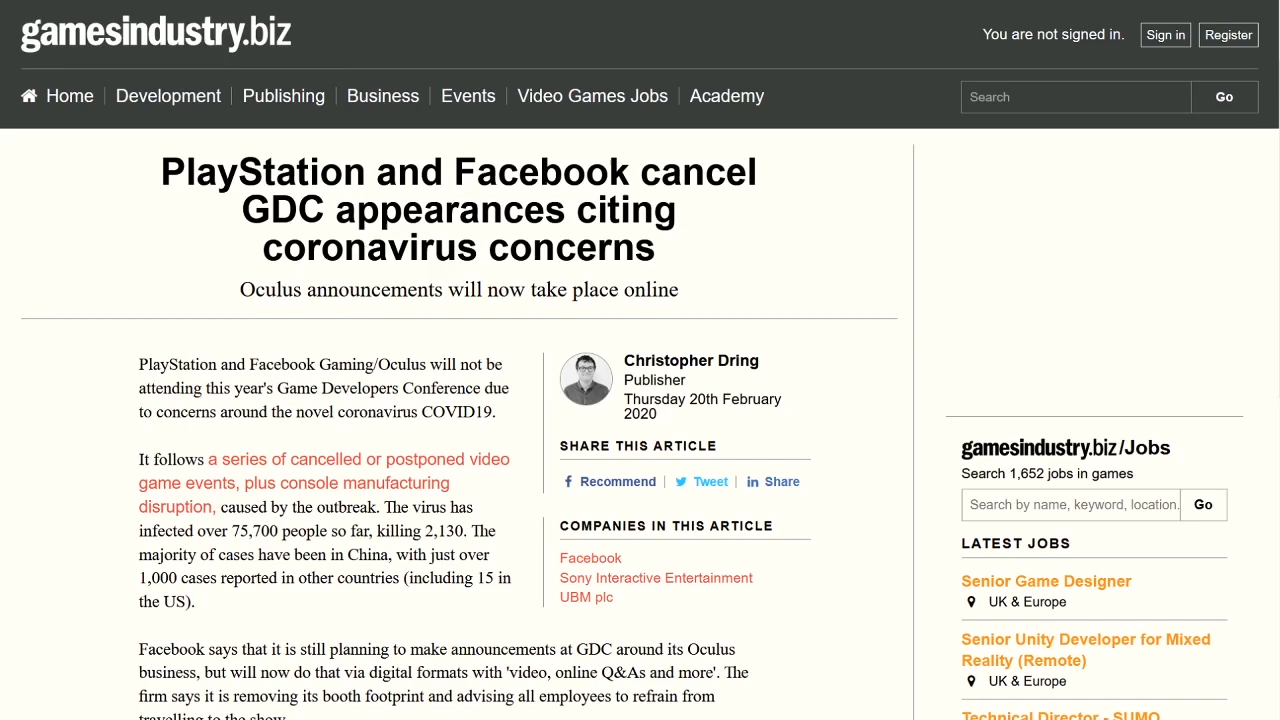 gamesindustry.biz
You are not signed in. Sign in Register
Home Development Publishing Business Events Video Games Jobs Academy
Search Go
PlayStation and Facebook cancel
GDC appearances citing
coronavirus concerns
Oculus announcements will now take place online
PlayStation and Facebook Gaming/Oculus will not be
attending this year's Game Developers Conference due
to concerns around the novel coronavirus COVID19.
It follows a series of cancelled or postponed video
game events, plus console manufacturing
disruption, caused by the outbreak. The virus has
infected over 75,700 people so far, killing 2,130. The
majority of cases have been in China, with just over
1,000 cases reported in other countries (including 15 in
the US).
Facebook says that it is still planning to make announcements at GDC around its Oculus
business, but will now do that via digital formats with 'video, online Q&As and more'. The
firm says it is removing its booth footprint and advising all employees to refrain from
travelling to the show.
Christopher Dring
Publisher
Thursday 20th February
2020
SHARE THIS ARTICLE
Recommend Tweet Share
COMPANIES IN THIS ARTICLE
Facebook
Sony Interactive Entertainment
UBM plc
gamesindustry.biz/Jobs
Search 1,652 jobs in games
Search by name, keyword, location. Go
LATEST JOBS
Senior Game Designer
UK & Europe
Senior Unity Developer for Mixed
Reality (Remote)
UK & Europe
Technical Director - SUMO